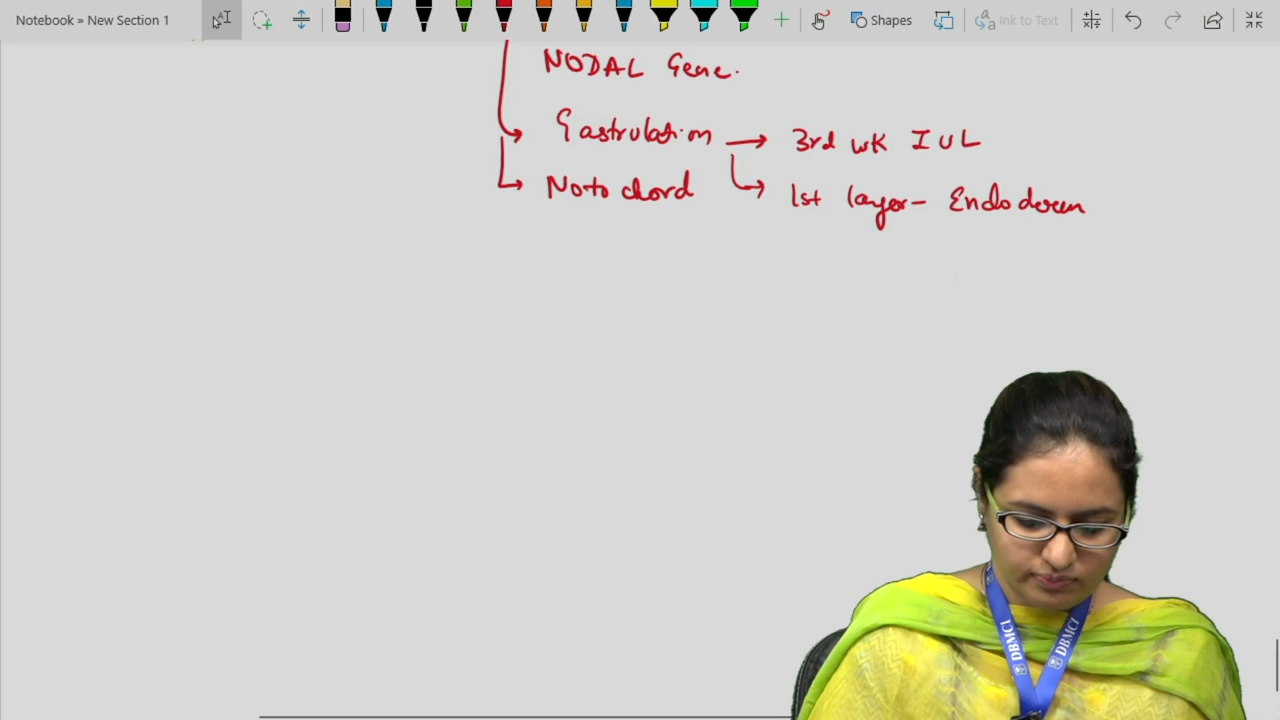 Notebook » New Section 1
Shapes
Ink to Text
NODAL Gene.
Gastrulation → 3rd wk IUL
Notochord
1st layer - Endoderm
DBMCI
DBMCI